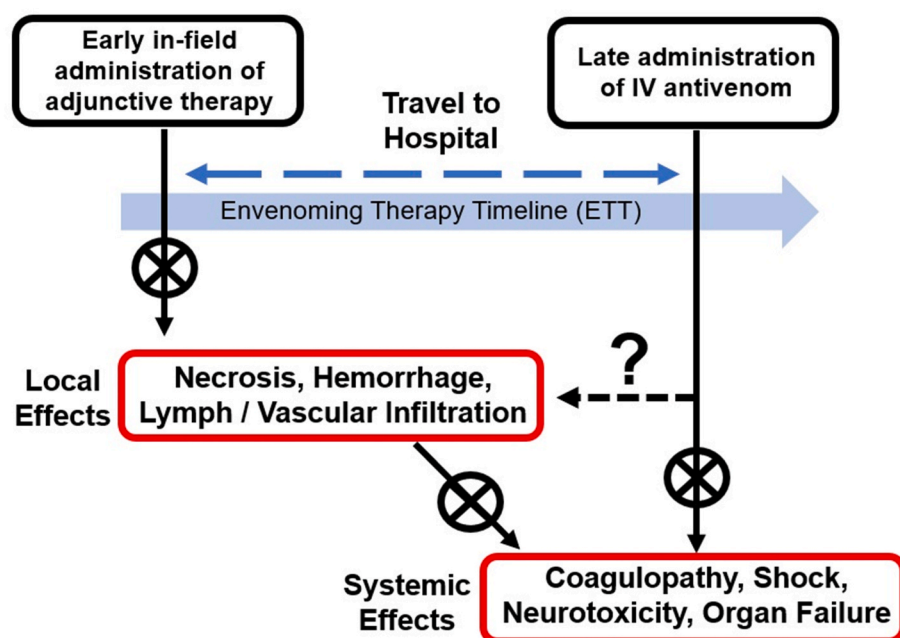 Early in-field
administration of
adjunctive therapy
Late administration
of IV antivenom
Travel to
Hospital
Envenoming Therapy Timeline (ETT)
?
Local
Effects
Necrosis, Hemorrhage,
Lymph / Vascular Infiltration
Systemic
Effects
Coagulopathy, Shock,
Neurotoxicity, Organ Failure